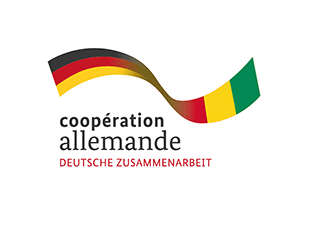 coopération
allemande
DEUTSCHE ZUSAMMENARBEIT